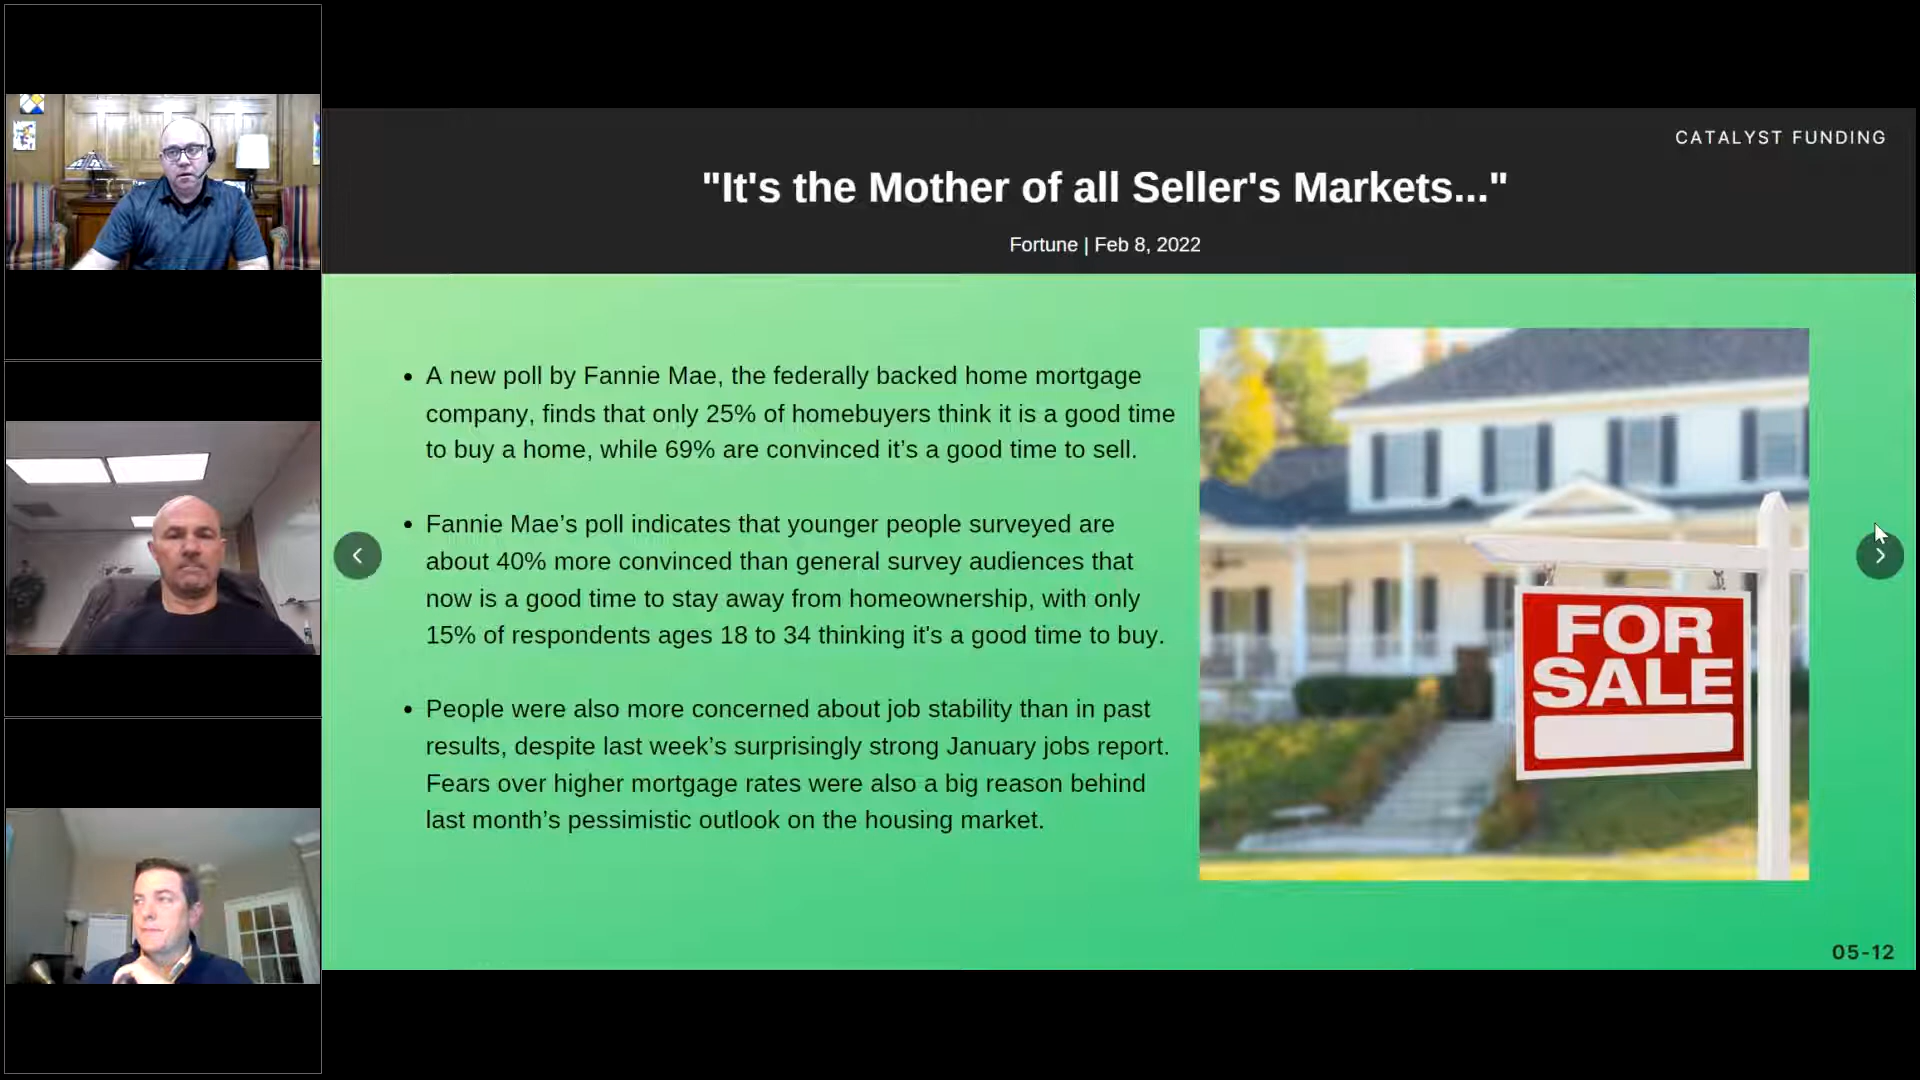 CATALYST FUNDING
"It's the Mother of all Seller's Markets..."
Fortune | Feb 8, 2022
• A new poll by Fannie Mae, the federally backed home mortgage
company, finds that only 25% of homebuyers think it is a good time
to buy a home, while 69% are convinced it’s a good time to sell.
• Fannie Mae’s poll indicates that younger people surveyed are
about 40% more convinced than general survey audiences that
now is a good time to stay away from homeownership, with only
15% of respondents ages 18 to 34 thinking it's a good time to buy.
• People were also more concerned about job stability than in past
results, despite last week’s surprisingly strong January jobs report.
Fears over higher mortgage rates were also a big reason behind
last month’s pessimistic outlook on the housing market.
FOR
SALE
05-12